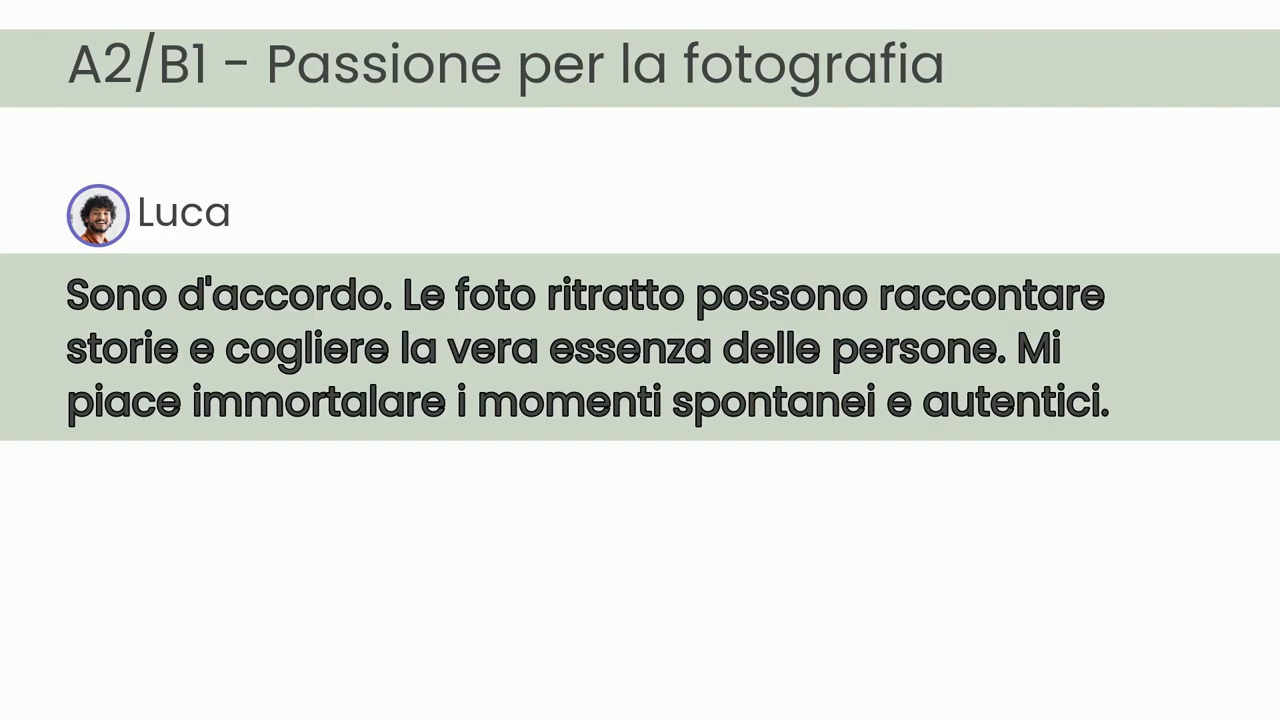 A2/B1 - Passione per la fotografia
Luca
Sono d'accordo. Le foto ritratto possono raccontare
storie e cogliere la vera essenza delle persone. Mi
piace immortalare i momenti spontanei e autentici.